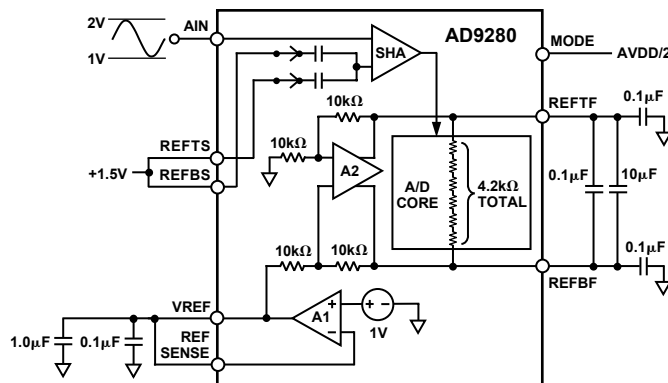 2V
AIN
1V
SHA
AD9280
MODE
AVDD/2
10kΩ
REFTF
0.1µF
REFTS
10kΩ
+1.5V
REFBS
A2
A/D
CORE
4.2kΩ
TOTAL
0.1µF
10µF
10kΩ
10kΩ
0.1µF
REFBF
VREF
A1
1V
1.0µF
0.1µF
REF
SENSE